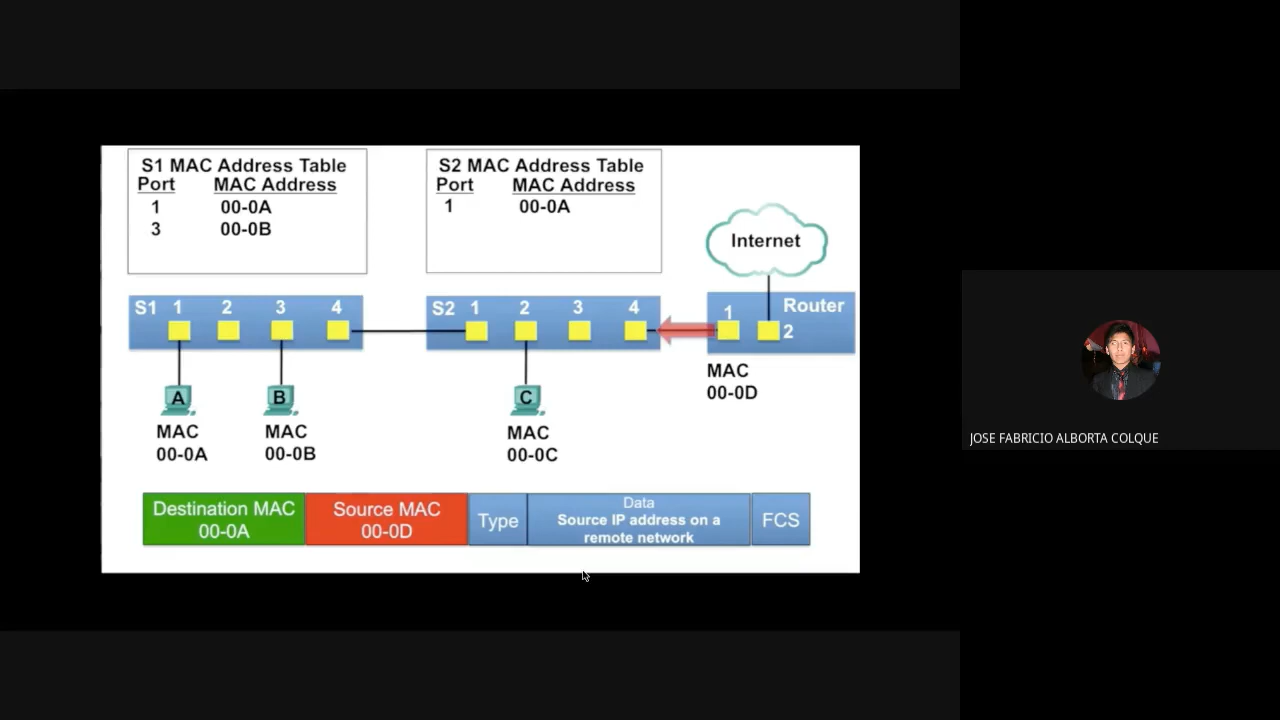 S1 MAC Address Table
Port MAC Address
1 00-0A
3 00-0B
S2 MAC Address Table
Port MAC Address
1 00-0A
Internet
S1 1 2 3 4
S2 1 2 3 4
1 Router
2
MAC
00-0D
A
B
C
MAC
00-0A
MAC
00-0B
MAC
00-0C
Destination MAC
00-0A
Source MAC
00-0D
Type
Data
Source IP address on a
remote network
FCS
JOSE FABRICIO ALBORTA COLQUE